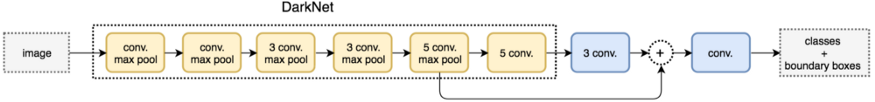 DarkNet
image
conv.
max pool
conv.
max pool
3 conv.
max pool
3 conv.
max pool
5 conv.
max pool
5 conv.
3 conv.
+
conv.
classes
+
boundary boxes